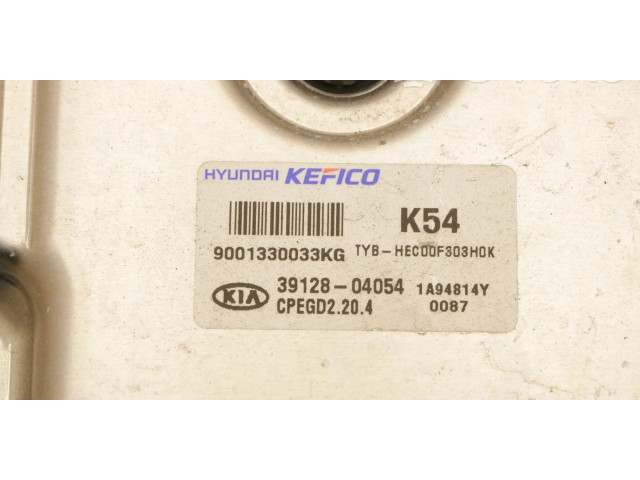 HYUNDAI KEFICO
K54
9001330033KG TYB-HEC00F303H0K
KIA 39128-04054 1A94814Y
CPEGD2.20.4 0087